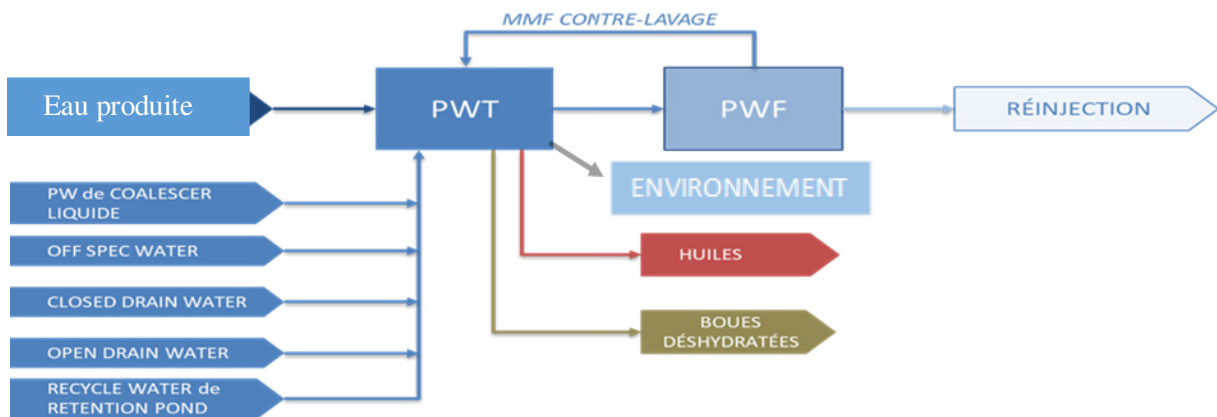 MMF CONTRE-LAVAGE
Eau produite
PWT
PWF
RÉINJECTION
ENVIRONNEMENT
PW de COALESCER
LIQUIDE
OFF SPEC WATER
HUILES
CLOSED DRAIN WATER
BOUES
DÉSHYDRATÉES
OPEN DRAIN WATER
RECYCLE WATER de
RETENTION POND